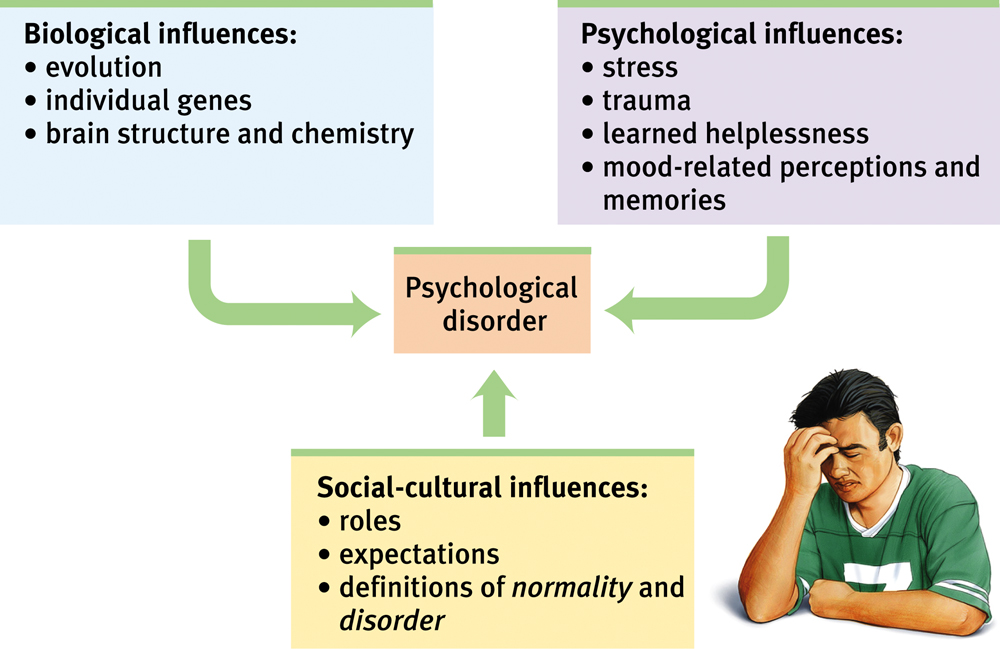 Biological influences:
• evolution
• individual genes
• brain structure and chemistry
Psychological influences:
• stress
• trauma
• learned helplessness
• mood-related perceptions and
memories
Psychological
disorder
Social-cultural influences:
• roles
• expectations
• definitions of normality and
disorder
7